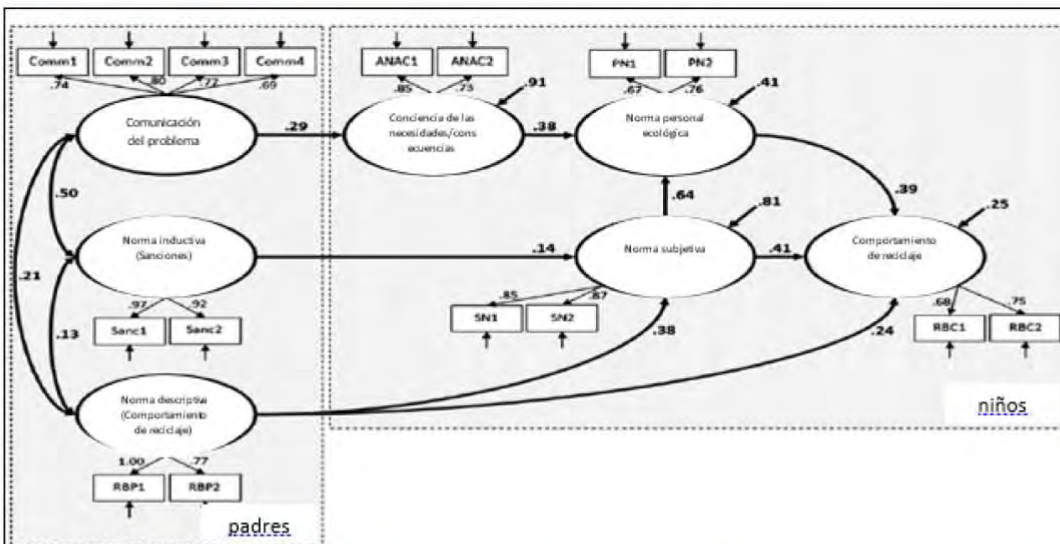 Comm1 Comm2 Comm3 Comm4
.74 .80 .77 .69
Comunicación
del problema
.29
ANAC1 ANAC2
.85 .73
.91
Conciencia de las
necesidades/cons
ecuencias
.38
PN1 PN2
.67 .76
.41
Norma personal
ecológica
.50
.64
.39
.21
Norma inductiva
(Sanciones)
.14
.81
Norma subjetiva
.41
.25
Comportamiento
de reciclaje
.97 .92
Sanc1 Sanc2
.85 .87
SN1 SN2
.68 .75
RBC1 RBC2
.13
.38
.24
Norma descriptiva
(Comportamiento
de reciclaje)
1.00 .77
RBP1 RBP2
padres
niños